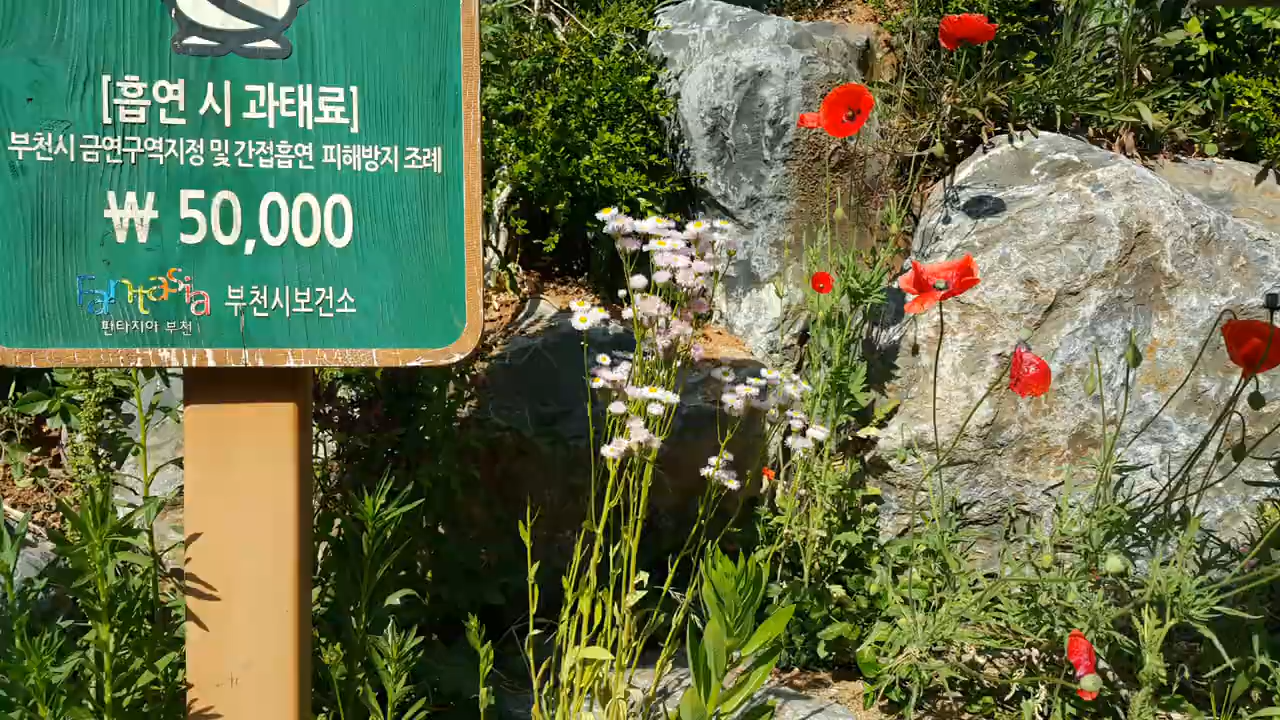 [흡연 시 과태료]
부천시 금연구역지정 및 간접흡연 피해방지 조례
₩ 50,000
Fantasia 부천시보건소
판타지아 부천